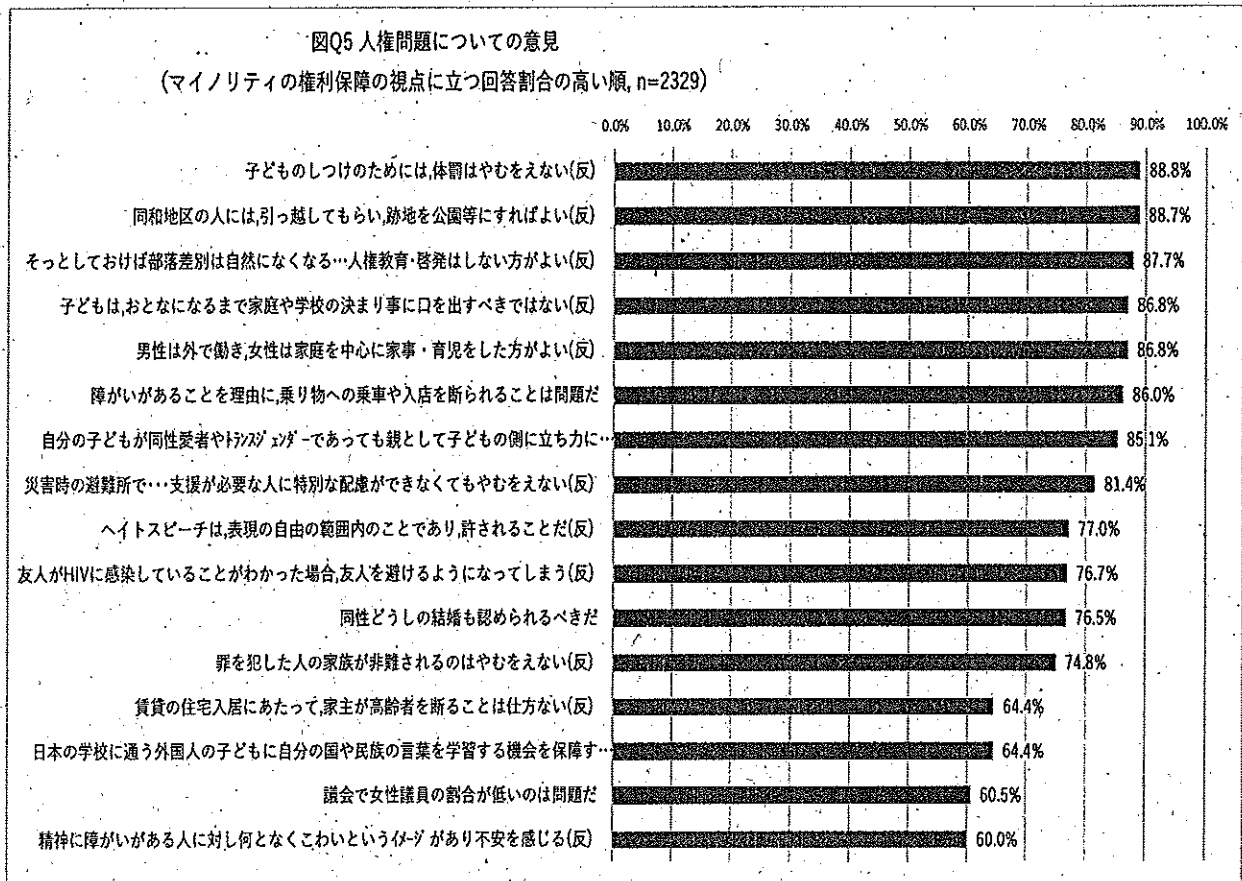 図Q5 人権問題についての意見
(マイノリティの権利保障の視点に立つ回答割合の高い順, n=2329)
0.0% 10.0% 20.0% 30.0% 40.0% 50.0% 60.0% 70.0% 80.0% 90.0% 100.0%
子どものしつけのためには,体罰はやむをえない(反) 88.8%
同和地区の人には,引っ越してもらい,跡地を公園等にすればよい(反) 88.7%
そっとしておけば部落差別は自然になくなる…人権教育・啓発はしない方がよい(反) 87.7%
子どもは,おとなになるまで家庭や学校の決まり事に口を出すべきではない(反) 86.8%
男性は外で働き,女性は家庭を中心に家事・育児をした方がよい(反) 86.8%
障がいがあることを理由に,乗り物への乗車や入店を断られることは問題だ 86.0%
自分の子どもが同性愛者やトランスジェンダーであっても親として子どもの側に立ち力に… 85.1%
災害時の避難所で・・・支援が必要な人に特別な配慮ができなくてもやむをえない(反) 81.4%
ヘイトスピーチは,表現の自由の範囲内のことであり,許されることだ(反) 77.0%
友人がHIVに感染していることがわかった場合,友人を避けるようになってしまう(反) 76.7%
同性どうしの結婚も認められるべきだ 76.5%
罪を犯した人の家族が非難されるのはやむをえない(反) 74.8%
賃貸の住宅入居にあたって,家主が高齢者を断ることは仕方ない(反) 64.4%
日本の学校に通う外国人の子どもに自分の国や民族の言葉を学習する機会を保障す… 64.4%
議会で女性議員の割合が低いのは問題だ 60.5%
精神に障がいがある人に対し何となくこわいというイメージがあり不安を感じる(反) 60.0%